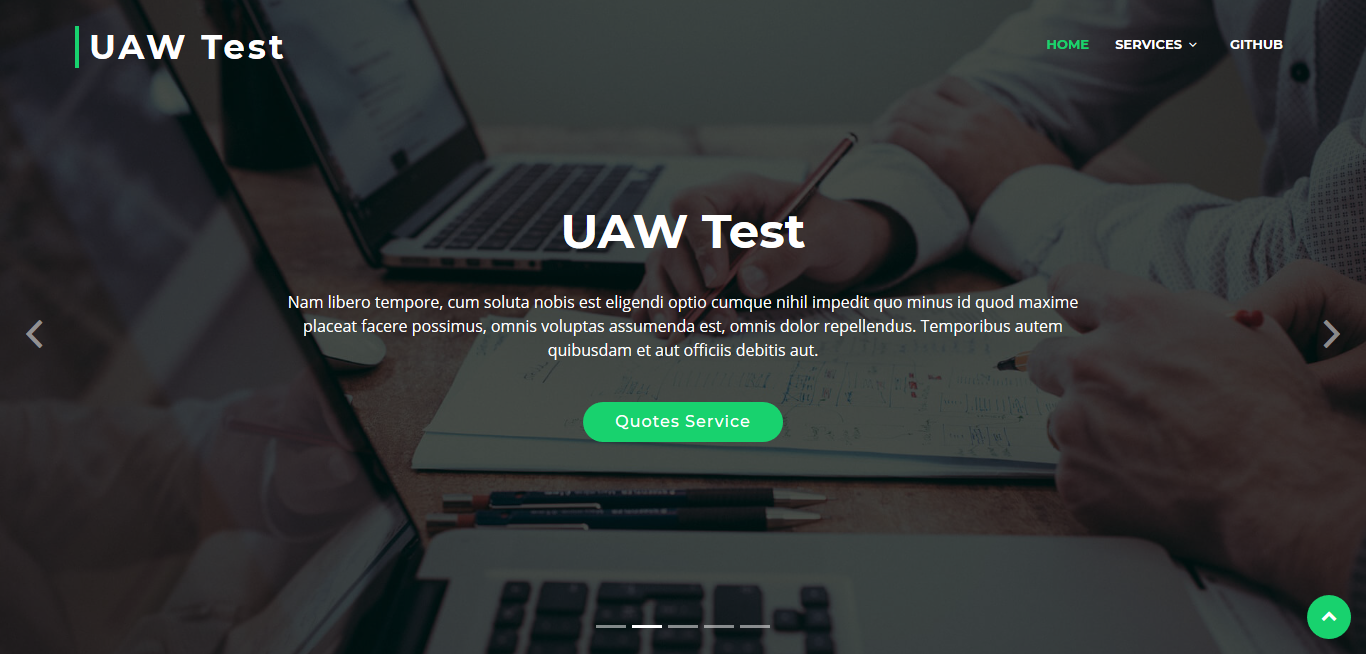 UAW Test
HOME SERVICES GITHUB
UAW Test
Nam libero tempore, cum soluta nobis est eligendi optio cumque nihil impedit quo minus id quod maxime
placeat facere possimus, omnis voluptas assumenda est, omnis dolor repellendus. Temporibus autem
quibusdam et aut officiis debitis aut.
Quotes Service